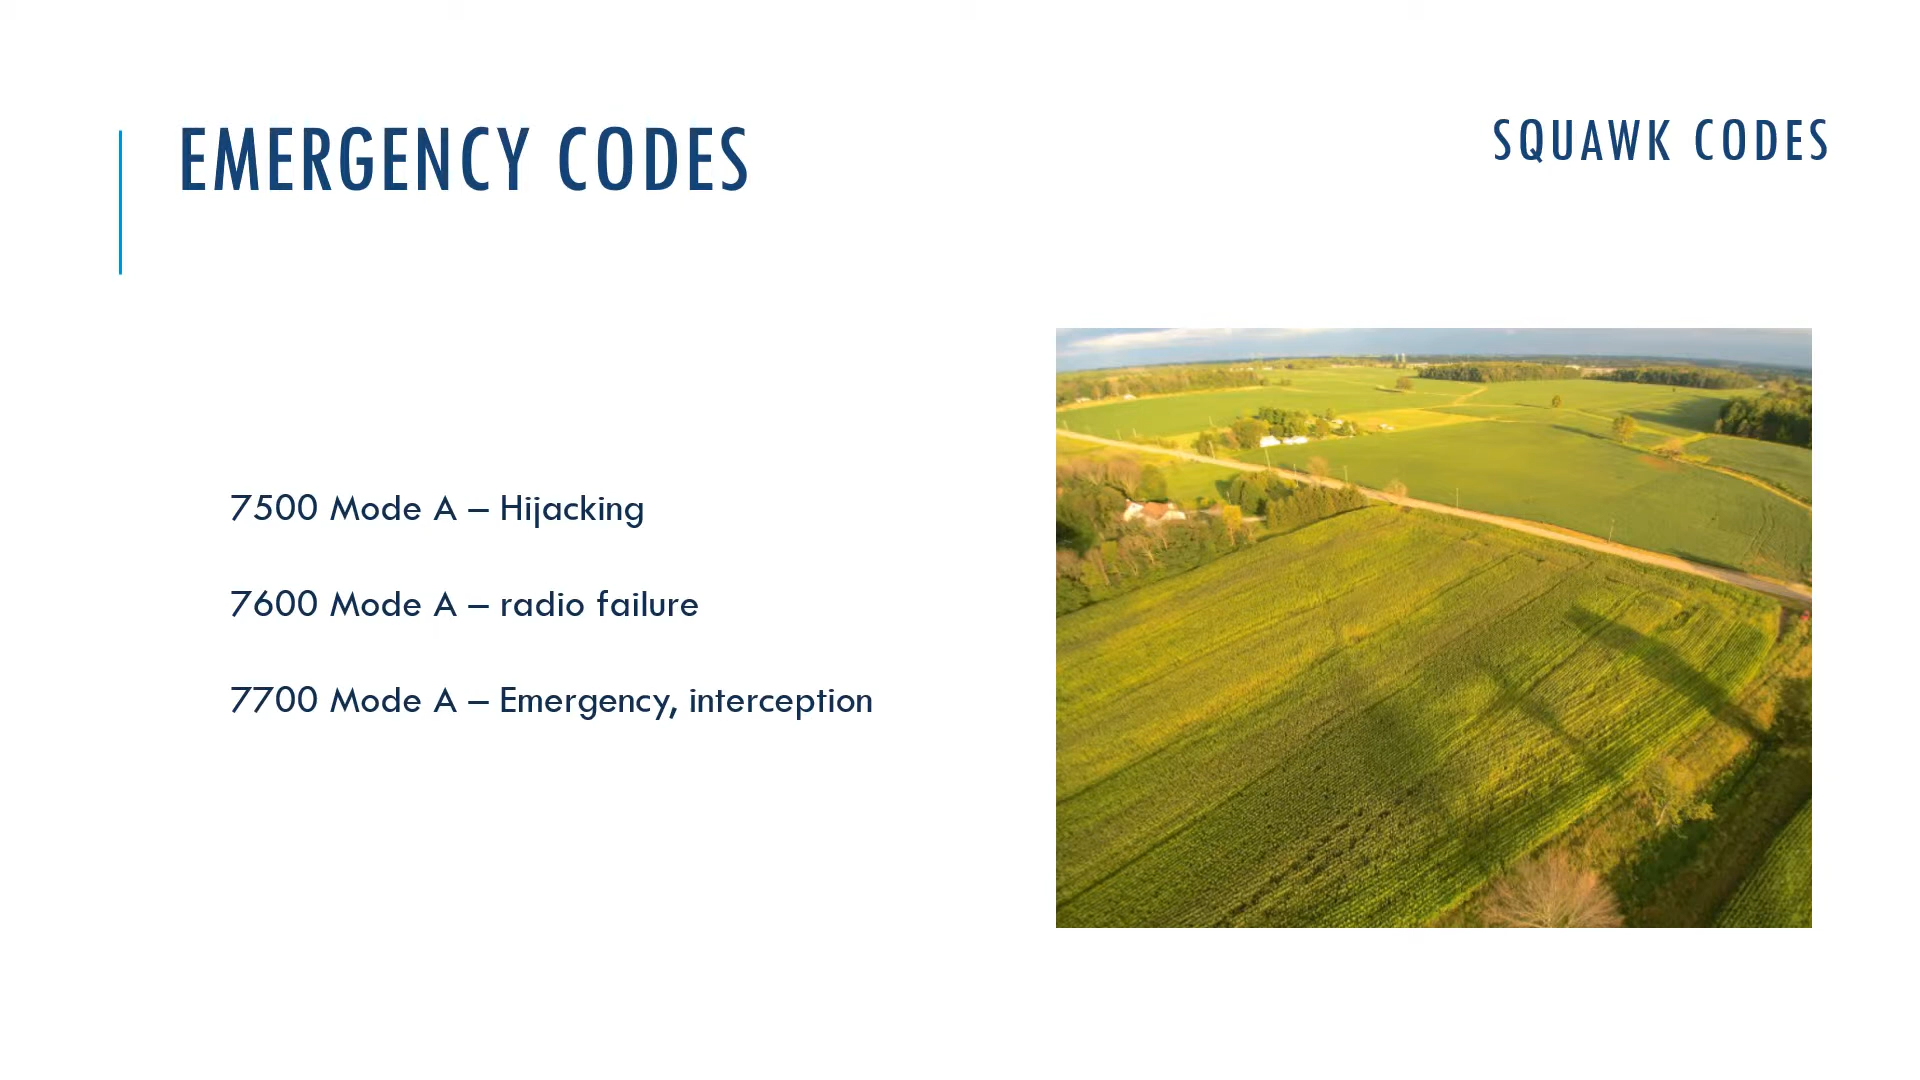 EMERGENCY CODES
SQUAWK CODES
7500 Mode A – Hijacking
7600 Mode A – radio failure
7700 Mode A – Emergency, interception